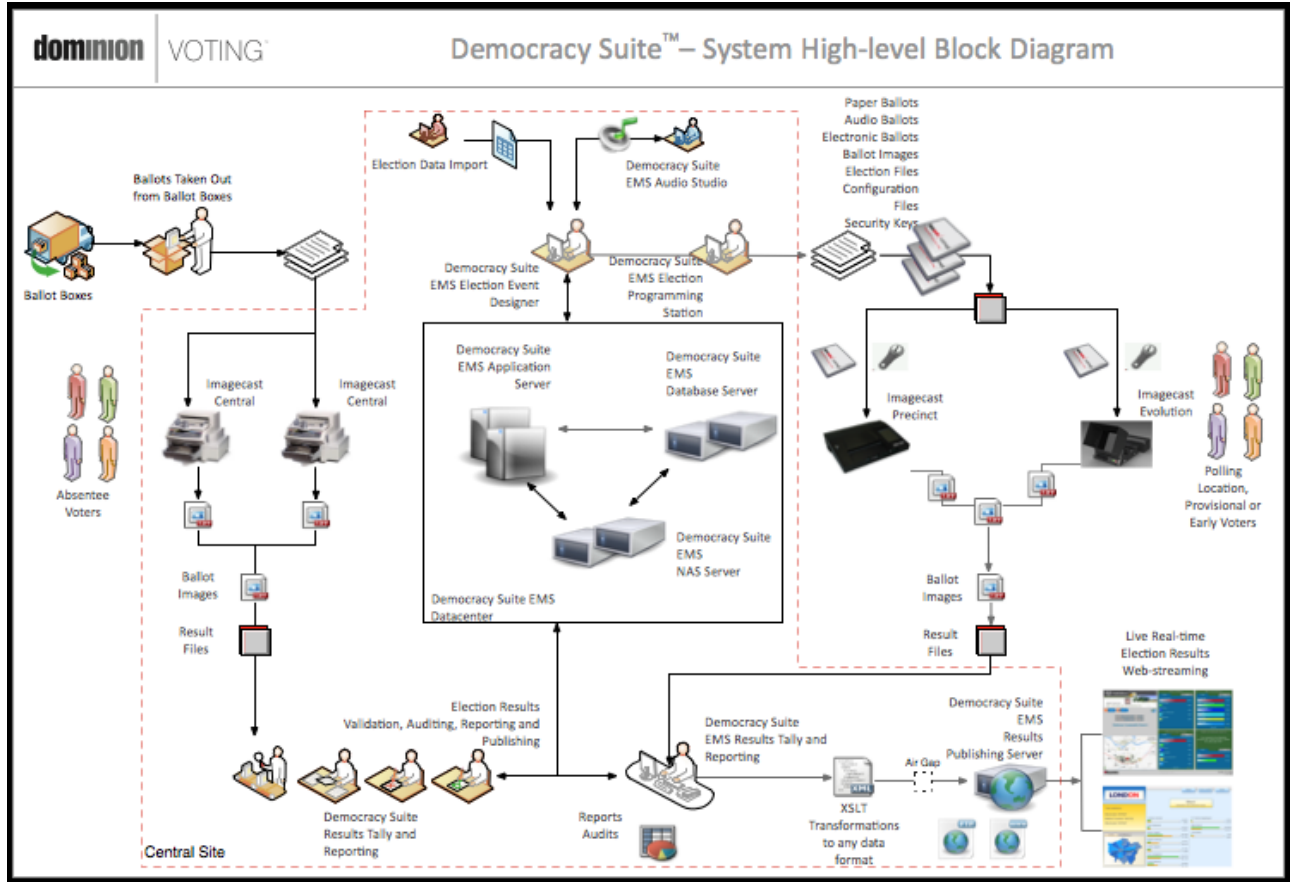 dominion VOTING
Democracy Suite™– System High-level Block Diagram
Ballots Taken Out
from Ballot Boxes
Ballot Boxes
Election Data Import
Democracy Suite
EMS Audio Studio
Paper Ballots
Audio Ballots
Electronic Ballots
Ballot Images
Election Files
Configuration
Files
Security Keys
Democracy Suite
EMS Election Event
Designer
Democracy Suite
EMS Election
Programming
Station
Absentee
Voters
Imagecast
Central
Imagecast
Central
Democracy Suite
EMS Application
Server
Democracy Suite
EMS
Database Server
Democracy Suite
EMS
NAS Server
Democracy Suite EMS
Datacenter
Imagecast
Precinct
Imagecast
Evolution
Polling
Location,
Provisional or
Early Voters
Ballot
Images
Result
Files
Ballot
Images
Result
Files
Live Real-time
Election Results
Web-streaming
Election Results
Validation, Auditing, Reporting and
Publishing
Democracy Suite
Results Tally and
Reporting
Reports
Audits
Democracy Suite
EMS Results Tally and
Reporting
XML
XSLT
Transformations
to any data
format
Air Gap
Democracy Suite
EMS
Results
Publishing Server
FTP
LONDON
Central Site